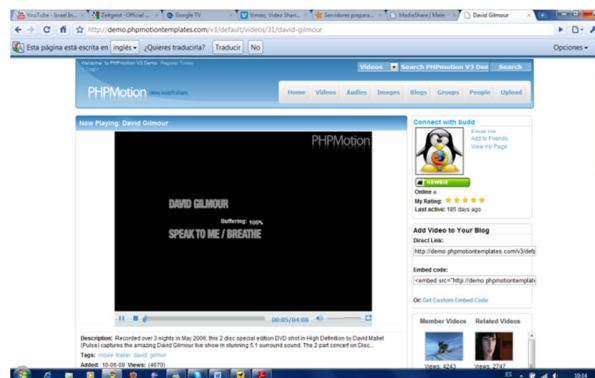 YouTube - Israel In... Zeitgeist - Official ... Google TV Vimeo, Video Shari... Servidores prepara... MediaShare | Main David Gilmour
http://demo.phpmotiontemplates.com/v3/default/videos/31/david-gilmour
Esta página está escrita en inglés ¿Quieres traducirla? Traducir No Opciones
Welcome to PHPmotion V3 Demo Register Today
Login
Videos Search PHPmotion V3 Dem Search
PHPMotion view.watch.share.
Home Videos Audios Images Blogs Groups People Upload
Now Playing: David Gilmour
PHPMotion
DAVID GILMOUR
Buffering: 100%
SPEAK TO ME / BREATHE
00:05/04:08
Description: Recorded over 3 nights in May 2006, this 2 disc special edition DVD shot in High Definition by David Mallet
(Pulse) captures the amazing David Gilmour live show in stunning 5.1 surround sound. The 2 part concert on Disc...
Tags: movie trailer david gilmor
Added: 10-06-09 Views: (4670)
Connect with budd
Email me
Add to Friends
View my Page
NEWBIE
Online
My Rating:
Last active: 185 days ago
Add Video to Your Blog
Direct Link:
http://demo.phpmotiontemplates.com/v3/defa
Embed code:
<embed src="http://demo.phpmotiontemplate
Or: Get Custom Embed Code
Member Videos Related Videos
Views: 4243 Views: 2747
ES 10:14